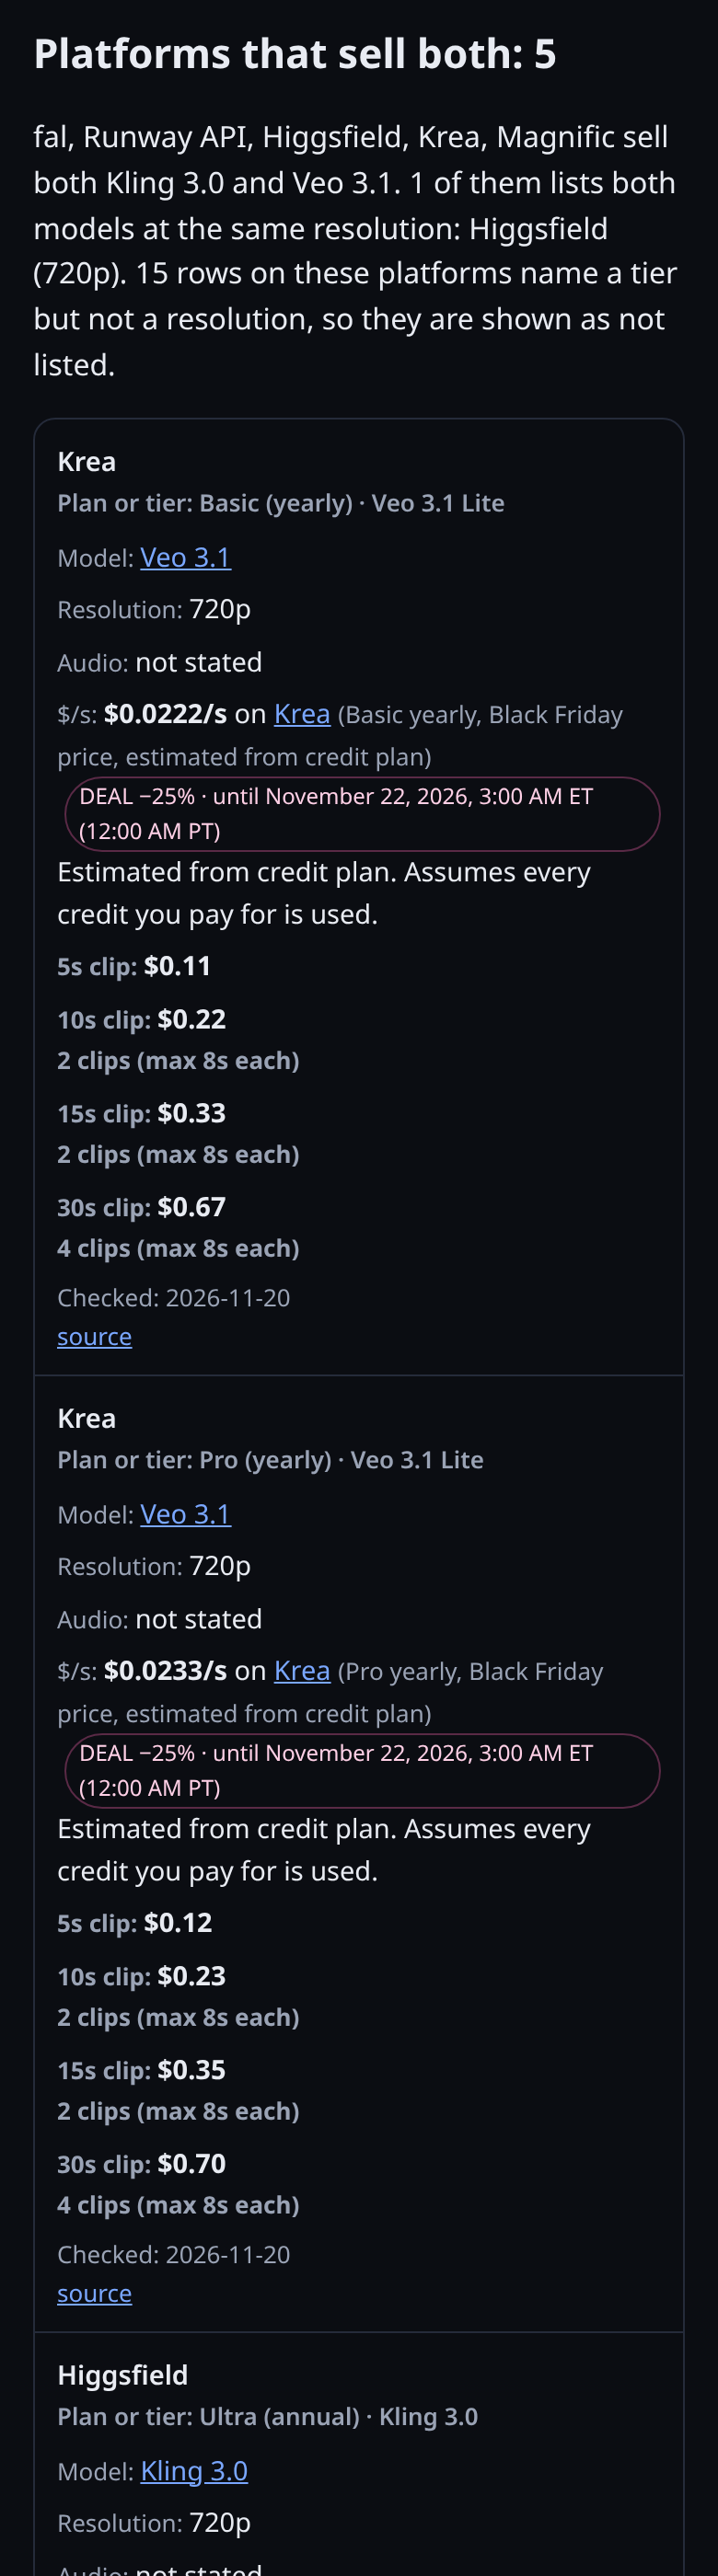 Platforms that sell both: 5
fal, Runway API, Higgsfield, Krea, Magnific sell
both Kling 3.0 and Veo 3.1. 1 of them lists both
models at the same resolution: Higgsfield
(720p). 15 rows on these platforms name a tier
but not a resolution, so they are shown as not
listed.
Krea
Plan or tier: Basic (yearly) · Veo 3.1 Lite
Model: Veo 3.1
Resolution: 720p
Audio: not stated
$/s: $0.0222/s on Krea (Basic yearly, Black Friday
price, estimated from credit plan)
DEAL −25% · until November 22, 2026, 3:00 AM ET
(12:00 AM PT)
Estimated from credit plan. Assumes every
credit you pay for is used.
5s clip: $0.11
10s clip: $0.22
2 clips (max 8s each)
15s clip: $0.33
2 clips (max 8s each)
30s clip: $0.67
4 clips (max 8s each)
Checked: 2026-11-20
source
Krea
Plan or tier: Pro (yearly) · Veo 3.1 Lite
Model: Veo 3.1
Resolution: 720p
Audio: not stated
$/s: $0.0233/s on Krea (Pro yearly, Black Friday
price, estimated from credit plan)
DEAL −25% · until November 22, 2026, 3:00 AM ET
(12:00 AM PT)
Estimated from credit plan. Assumes every
credit you pay for is used.
5s clip: $0.12
10s clip: $0.23
2 clips (max 8s each)
15s clip: $0.35
2 clips (max 8s each)
30s clip: $0.70
4 clips (max 8s each)
Checked: 2026-11-20
source
Higgsfield
Plan or tier: Ultra (annual) · Kling 3.0
Model: Kling 3.0
Resolution: 720p
Audio: not stated